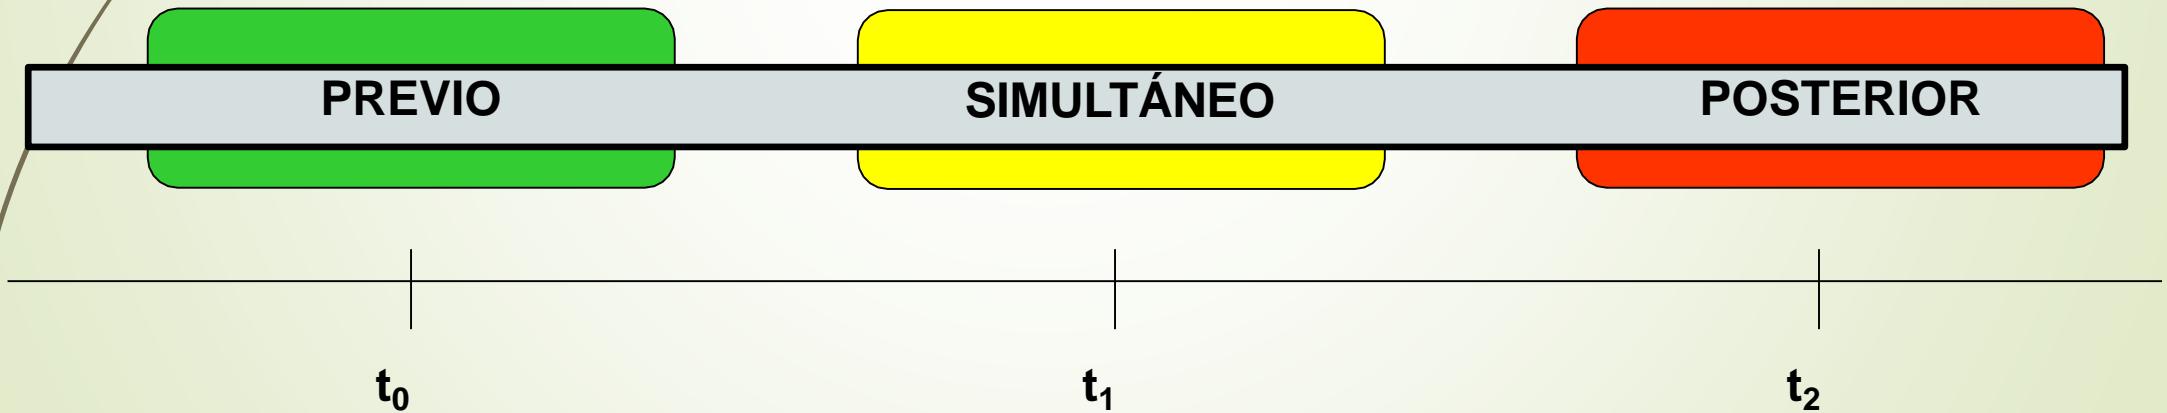 PREVIO SIMULTÁNEO POSTERIOR
t₀ t₁ t₂